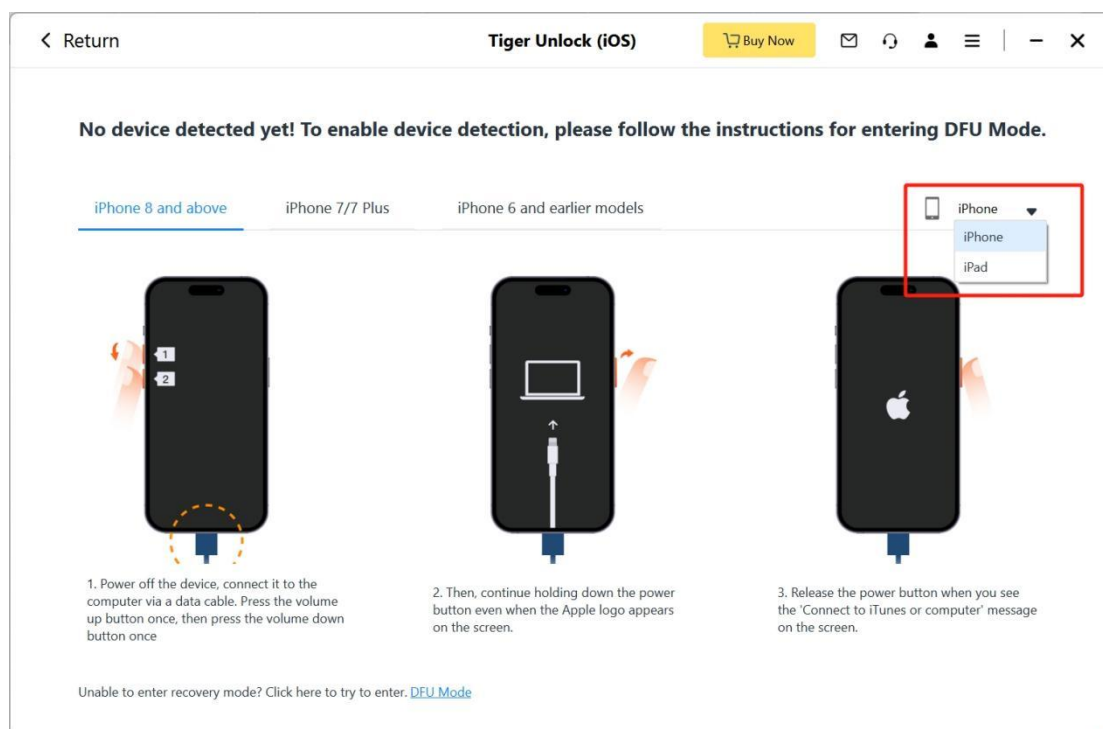 Return
Tiger Unlock (iOS)
Buy Now
No device detected yet! To enable device detection, please follow the instructions for entering DFU Mode.
iPhone 8 and above
iPhone 7/7 Plus
iPhone 6 and earlier models
iPhone
iPhone
iPad
1
2
1. Power off the device, connect it to the
computer via a data cable. Press the volume
up button once, then press the volume down
button once
2. Then, continue holding down the power
button even when the Apple logo appears
on the screen.
3. Release the power button when you see
the 'Connect to iTunes or computer' message
on the screen.
Unable to enter recovery mode? Click here to try to enter. DFU Mode